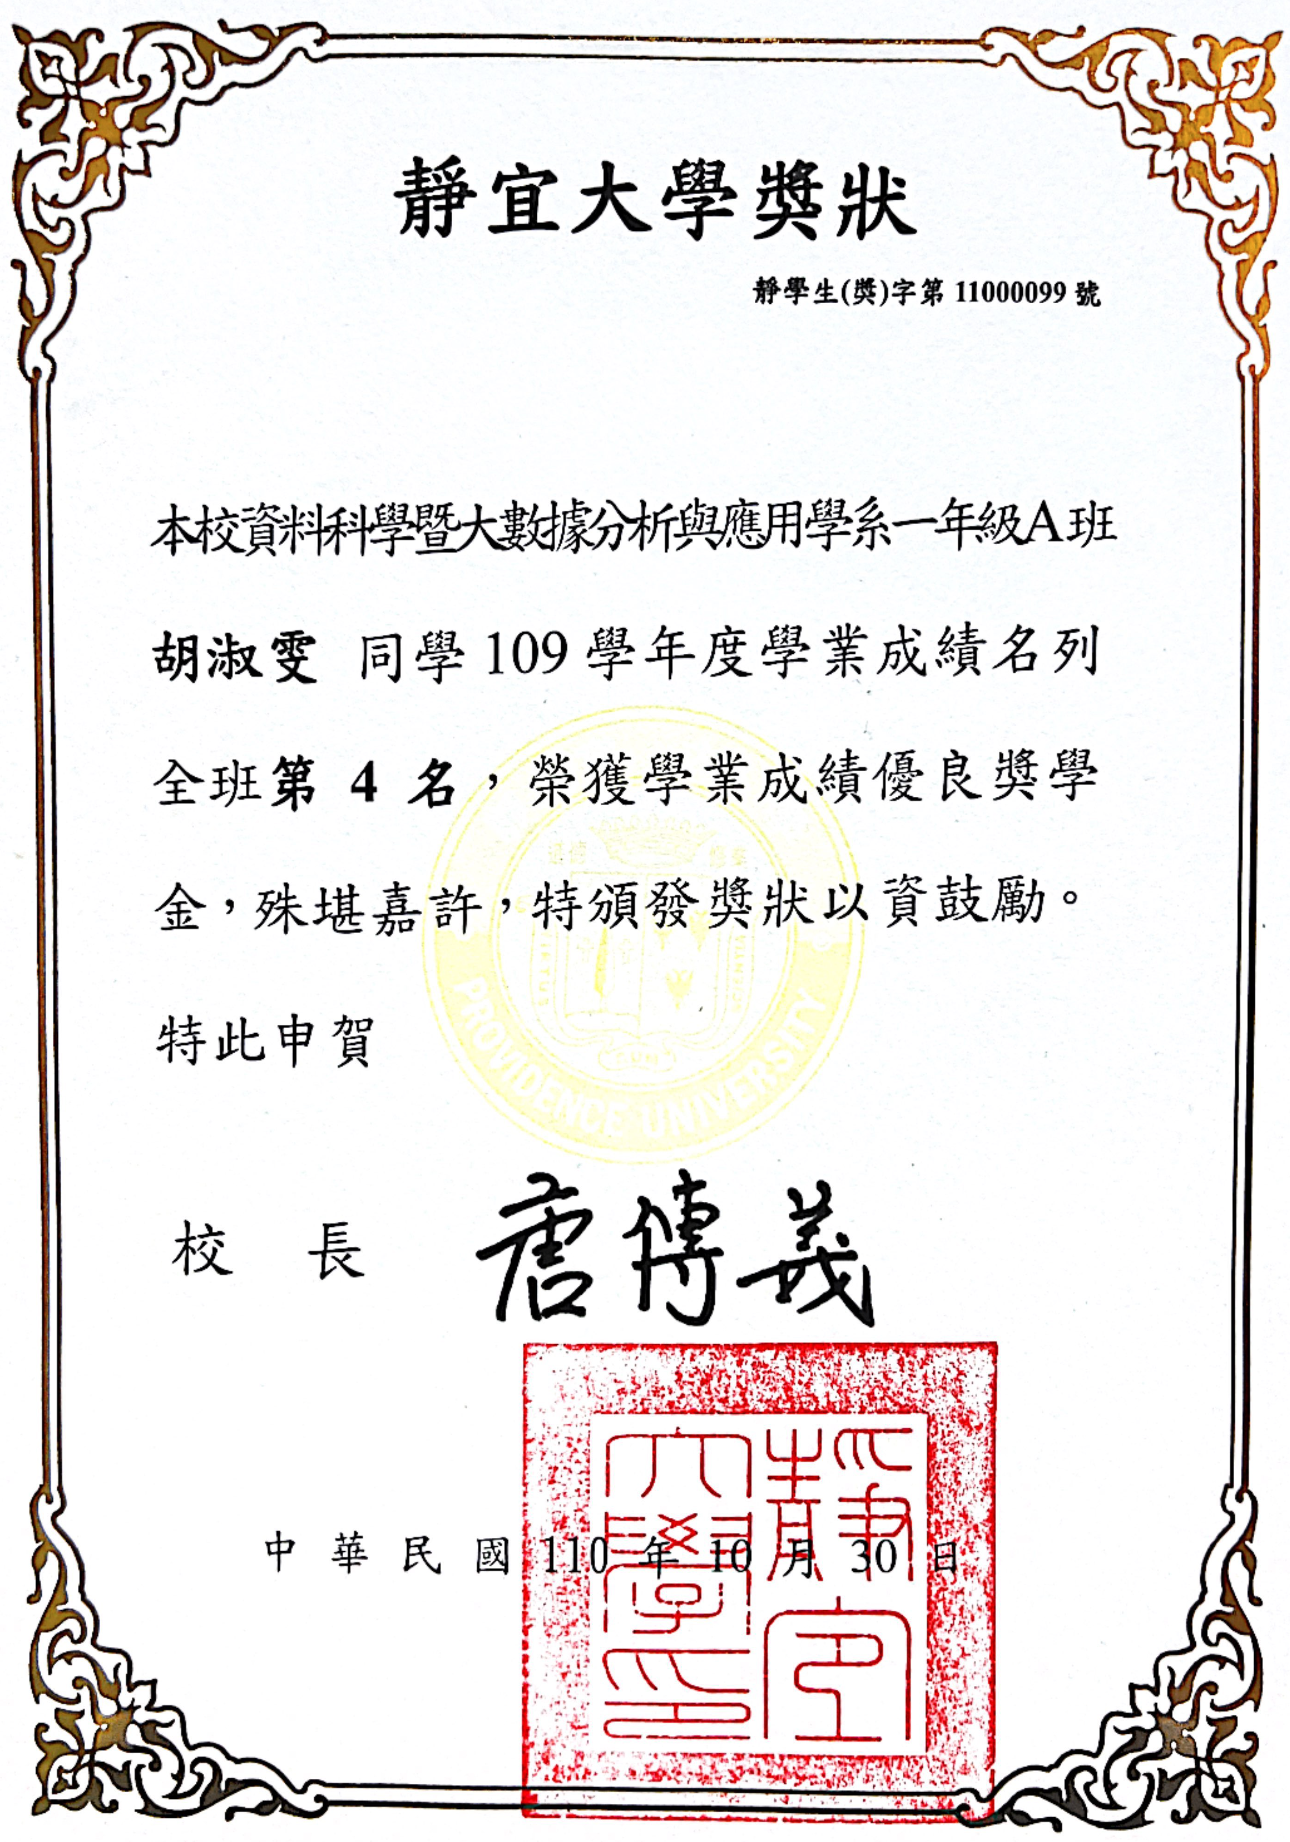 靜宜大學獎狀
靜學生(獎)字第 11000099 號
本校資料科學暨大數據分析與應用學系一年級A班
胡淑雯 同學 109 學年度學業成績名列
全班第 4 名，榮獲學業成績優良獎學
金，殊堪嘉許，特頒發獎狀以資鼓勵。
特此申賀
PROVIDENCE UNIVERSITY
校 長 唐傳義
中 華 民 國 110 年 10 月 30 日
靜宜
大學印